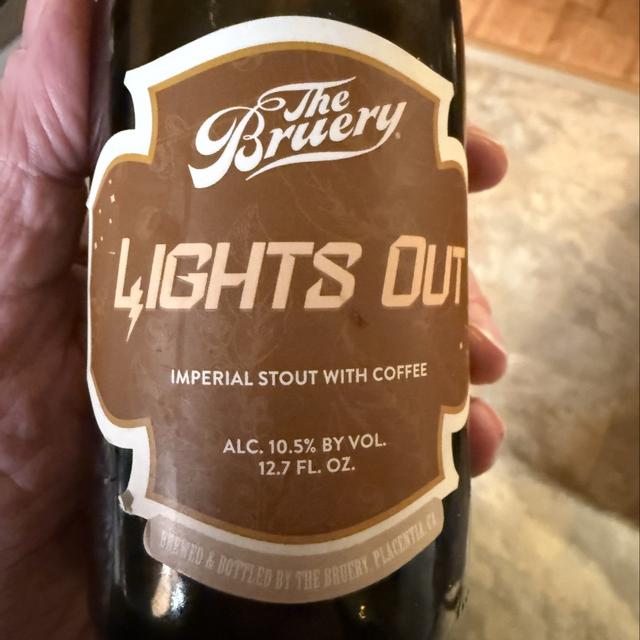 The
Bruery
LIGHTS OUT
IMPERIAL STOUT WITH COFFEE
ALC. 10.5% BY VOL.
12.7 FL. OZ.
BREWED & BOTTLED BY THE BRUERY, PLACENTIA, CA